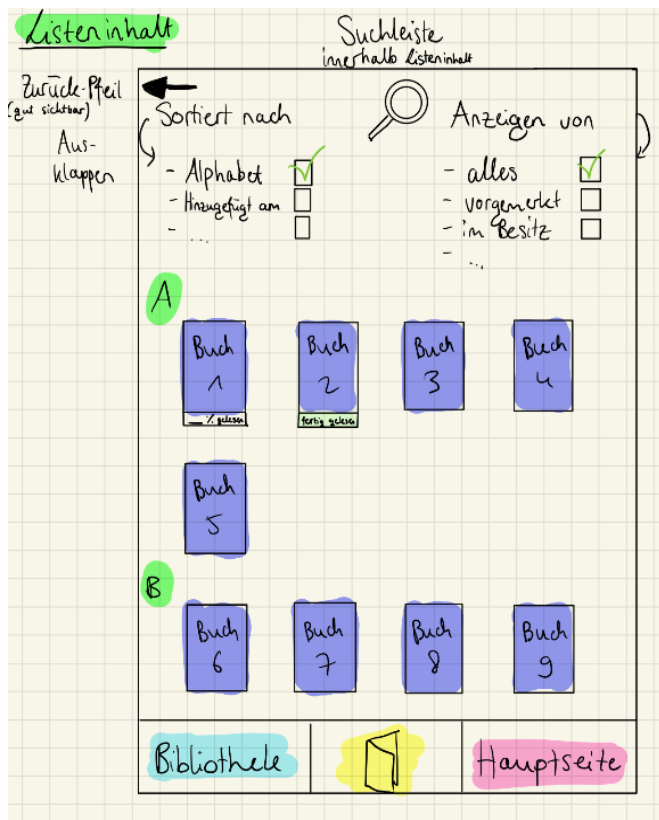 Listeninhalt
Suchleiste
innerhalb Listeninhalt
Zurück-Pfeil
(gut sichtbar)
Aus-
klappen
Sortiert nach
- Alphabet
- Hinzugefügt am
- ...
Anzeigen von
- alles
- vorgemerkt
- im Besitz
- ...
A
Buch
1
__ % gelesen
Buch
2
fertig gelesen
Buch
3
Buch
4
Buch
5
B
Buch
6
Buch
7
Buch
8
Buch
9
Bibliothek
Hauptseite